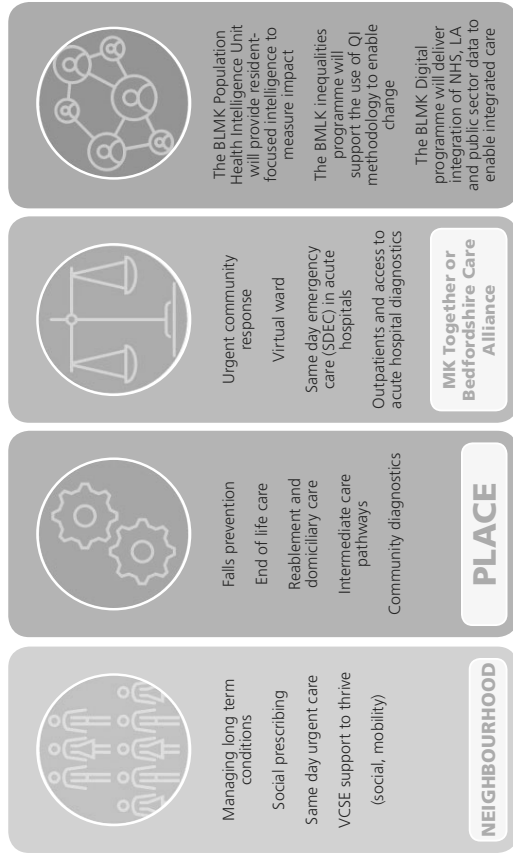 Managing long term
conditions
Social prescribing
Same day urgent care
VCSE support to thrive
(social, mobility)
NEIGHBOURHOOD
Falls prevention
End of life care
Reablement and
domiciliary care
Intermediate care
pathways
Community diagnostics
PLACE
Urgent community
response
Virtual ward
Same day emergency
care (SDEC) in acute
hospitals
Outpatients and access to
acute hospital diagnostics
MK Together or
Bedfordshire Care
Alliance
The BLMK Population
Health Intelligence Unit
will provide resident-
focused intelligence to
measure impact
The BMLK inequalities
programme will
support the use of QI
methodology to enable
change
The BLMK Digital
programme will deliver
integration of NHS, LA
and public sector data to
enable integrated care